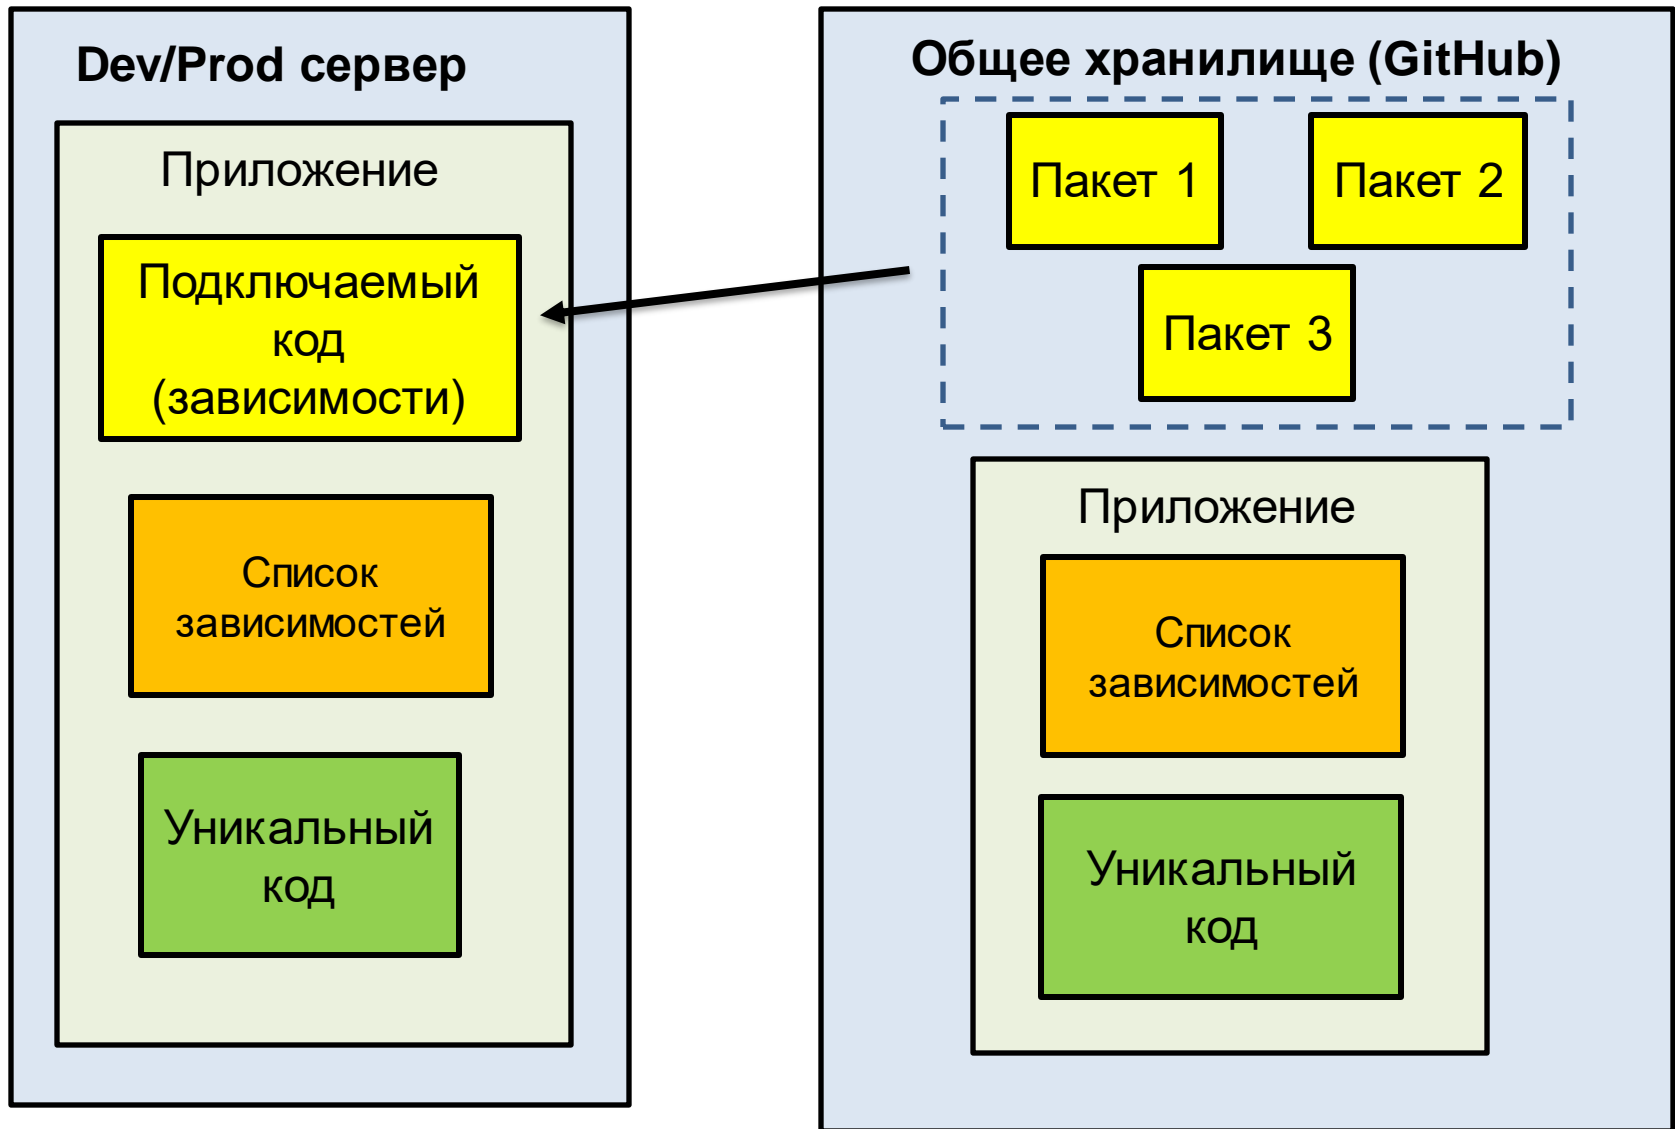 Dev/Prod сервер
Приложение
Подключаемый
код
(зависимости)
Список
зависимостей
Уникальный
код
Общее хранилище (GitHub)
Пакет 1
Пакет 2
Пакет 3
Приложение
Список
зависимостей
Уникальный
код